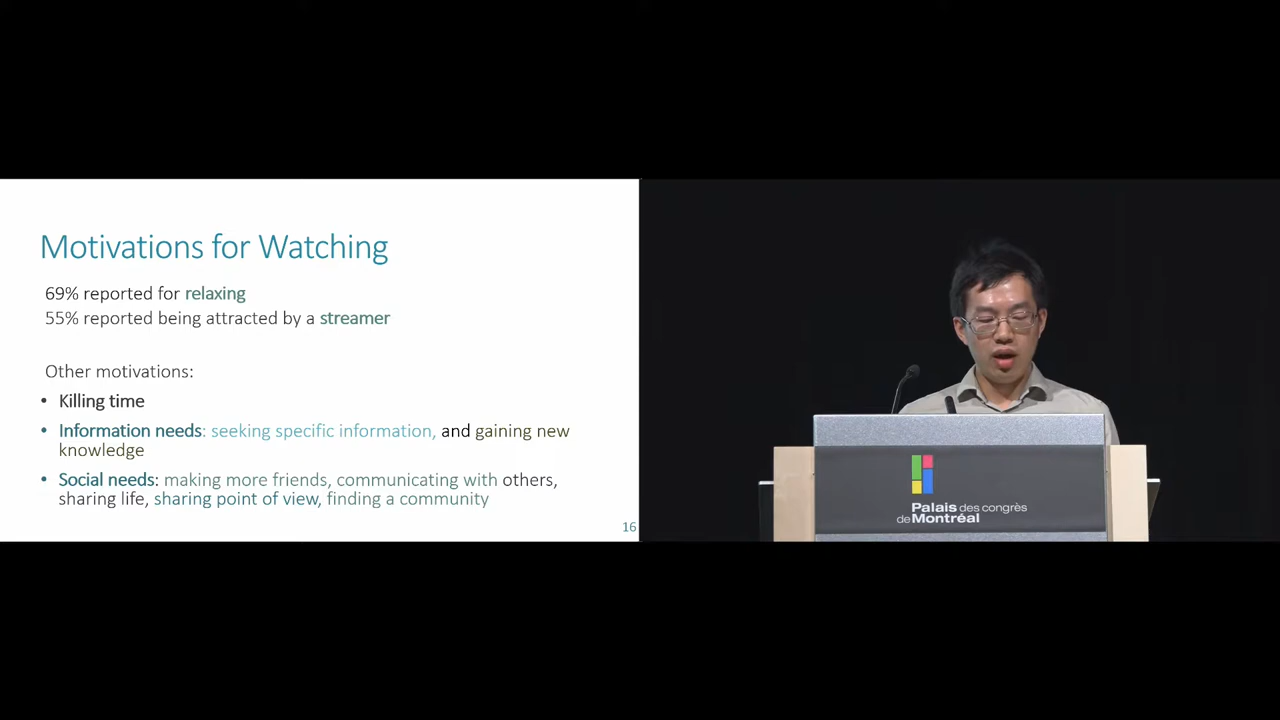 Motivations for Watching
69% reported for relaxing
55% reported being attracted by a streamer
Other motivations:
• Killing time
• Information needs: seeking specific information, and gaining new
knowledge
• Social needs: making more friends, communicating with others,
sharing life, sharing point of view, finding a community
16
Palais des congrès
de Montréal